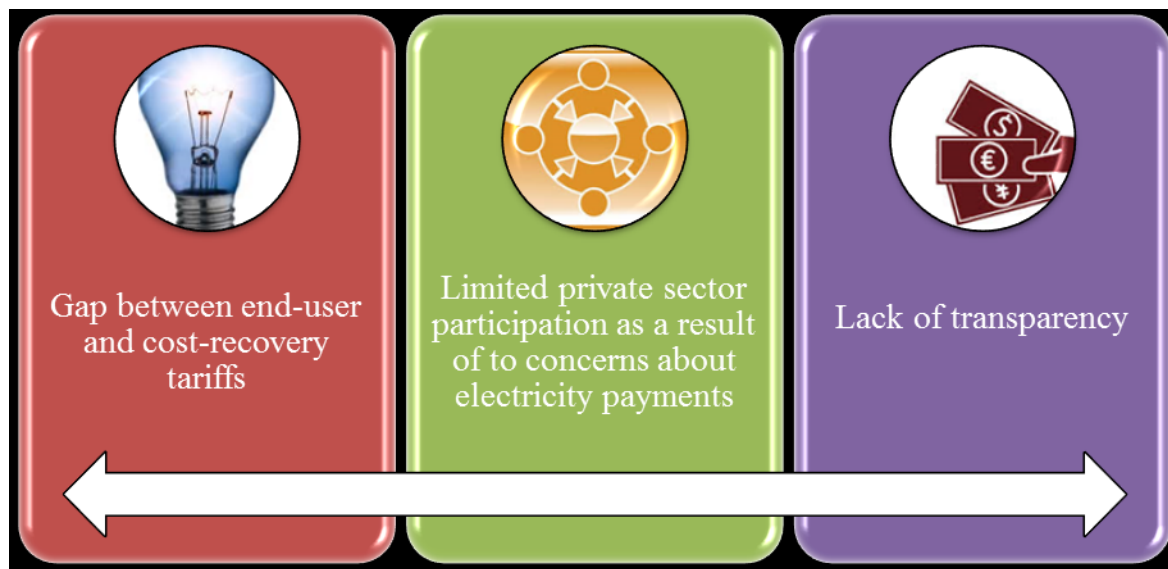 Gap between end-user
and cost-recovery
tariffs
Limited private sector
participation as a result
of to concerns about
electricity payments
Lack of transparency
$
€
¥